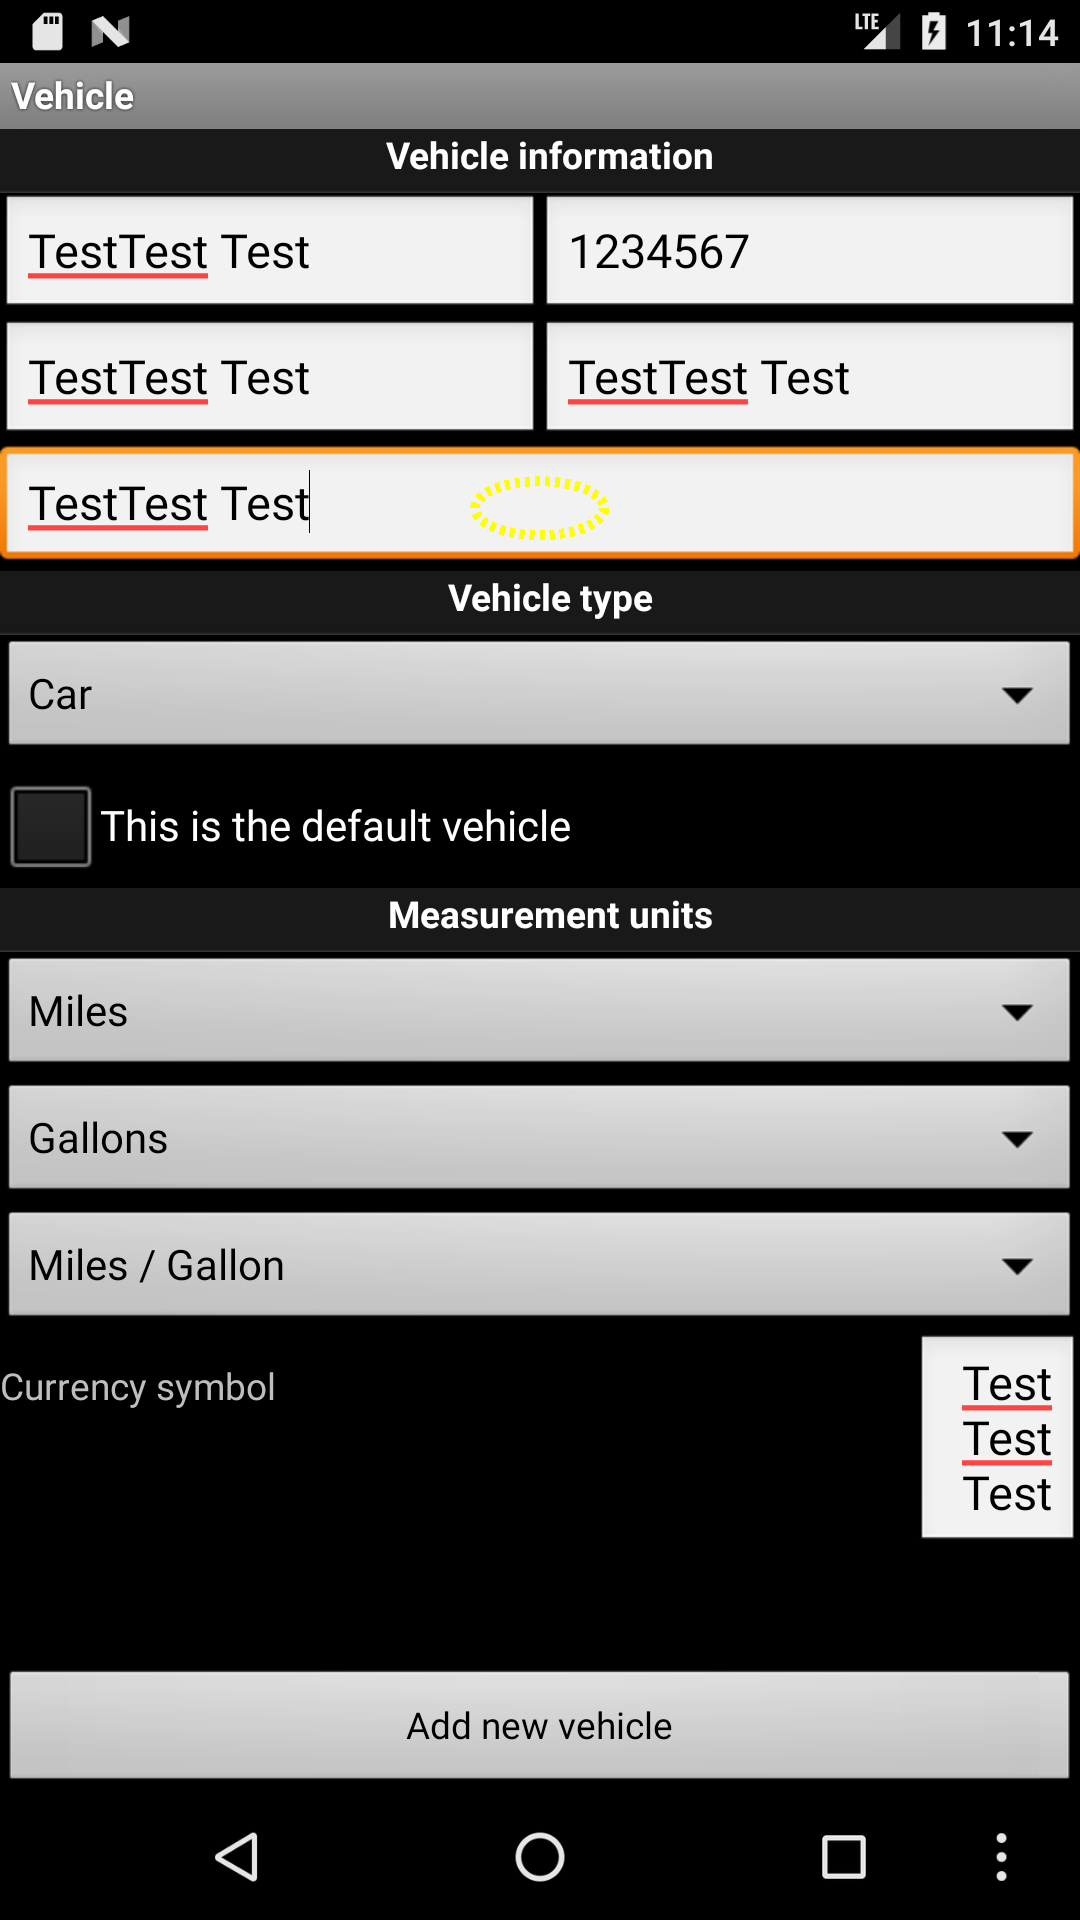 LTE 11:14
Vehicle
Vehicle information
TestTest Test 1234567
TestTest Test TestTest Test
TestTest Test
Vehicle type
Car
This is the default vehicle
Measurement units
Miles
Gallons
Miles / Gallon
Currency symbol
Test
Test
Test
Add new vehicle